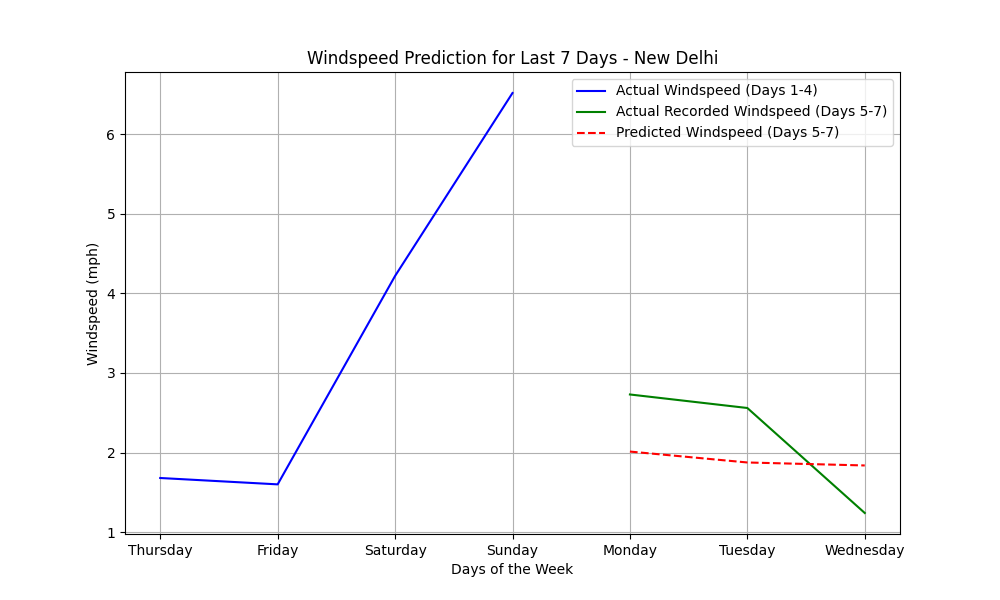 Windspeed Prediction for Last 7 Days - New Delhi
Actual Windspeed (Days 1-4)
Actual Recorded Windspeed (Days 5-7)
Predicted Windspeed (Days 5-7)
Windspeed (mph)
6
5
4
3
2
1
Thursday Friday Saturday Sunday Monday Tuesday Wednesday
Days of the Week